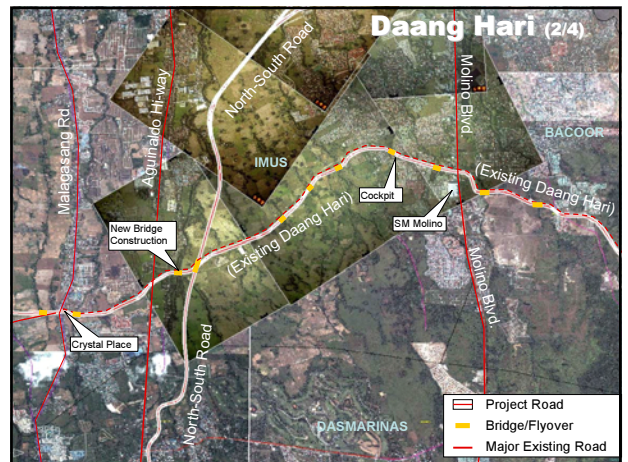 Daang Hari (2/4)
Malagasang Rd.
Aguinaldo Hi-way
North-South Road
Molino Blvd.
BACOOR
IMUS
(Existing Daang Hari)
Cockpit
SM Molino
New Bridge
Construction
(Existing Daang Hari)
Molino Blvd.
Crystal Place
North-South Road
DASMARINAS
Project Road
Bridge/Flyover
Major Existing Road